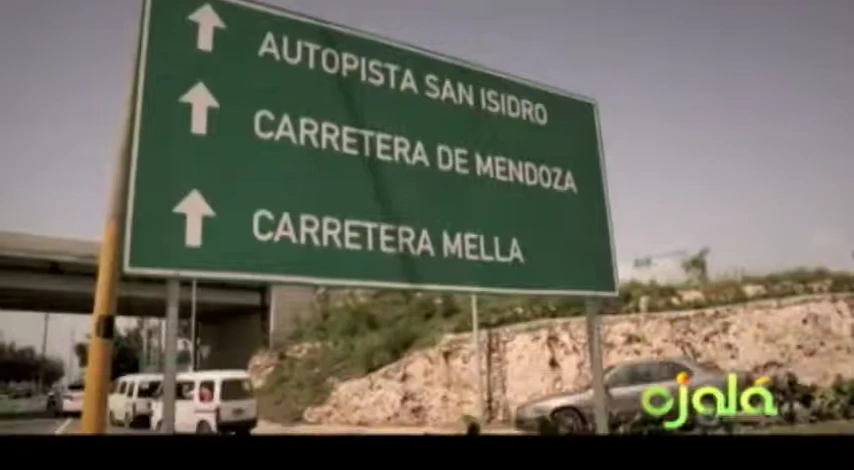 AUTOPISTA SAN ISIDRO
CARRETERA DE MENDOZA
CARRETERA MELLA
ojalá